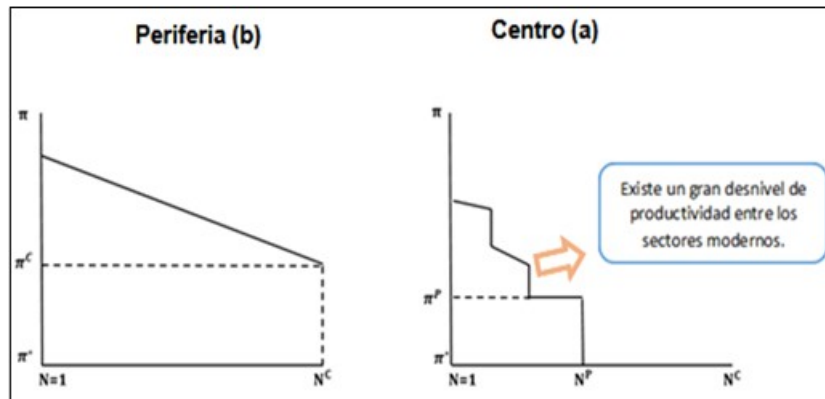 Periferia (b)
Centro (a)
π
π^C
π*
N=1
N^C
π
Existe un gran desnivel de
productividad entre los
sectores modernos.
π^P
π*
N=1
N^P
N^C